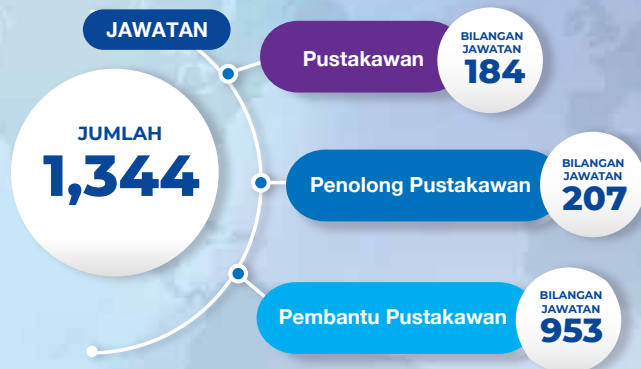 JAWATAN
JUMLAH
1,344
Pustakawan
BILANGAN
JAWATAN
184
Penolong Pustakawan
BILANGAN
JAWATAN
207
Pembantu Pustakawan
BILANGAN
JAWATAN
953